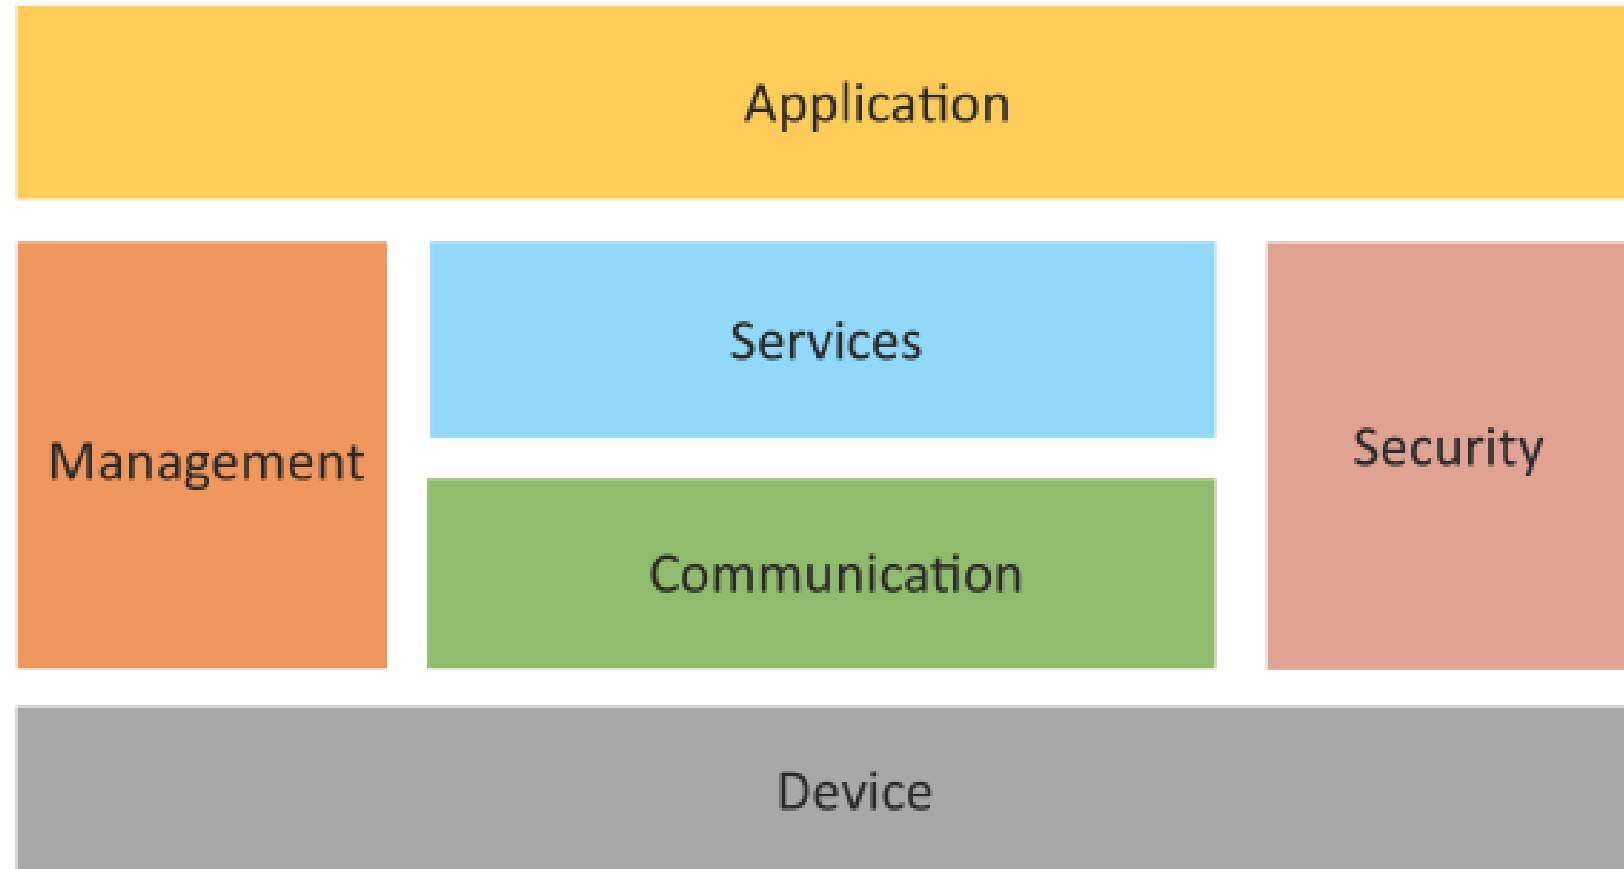 Application
Services
Management
Security
Communication
Device